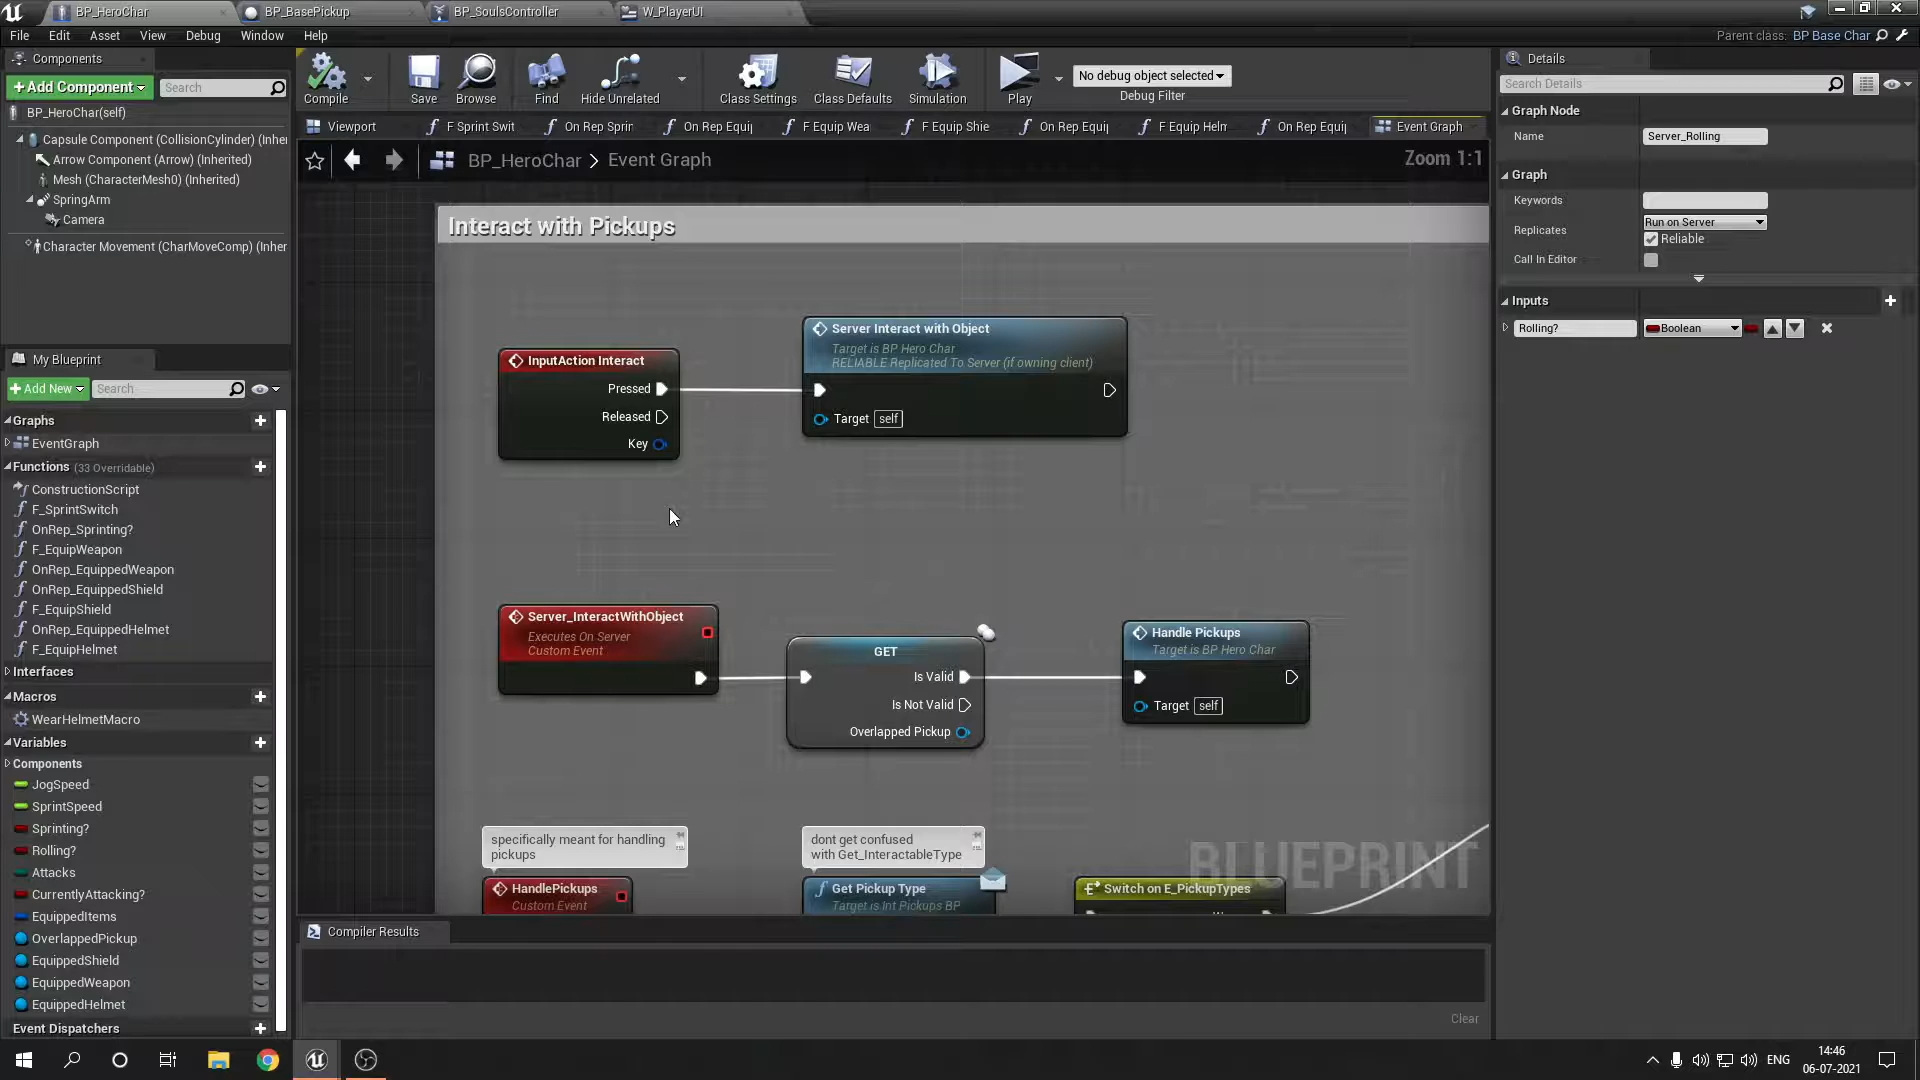 BP_HeroChar
BP_BasePickup
BP_SoulsController
W_PlayerUI
File
Edit
Asset
View
Debug
Window
Help
Parent class: BP Base Char
Components
+Add Component
Search
BP_HeroChar(self)
Capsule Component (CollisionCylinder) (Inhe
Arrow Component (Arrow) (Inherited)
Mesh (CharacterMesh0) (Inherited)
SpringArm
Camera
Character Movement (CharMoveComp) (Inher
Compile
Save
Browse
Find
Hide Unrelated
Class Settings
Class Defaults
Simulation
Play
No debug object selected
Debug Filter
Viewport
F Sprint Swit
On Rep Sprir
On Rep Equi
F Equip Wea
F Equip Shie
On Rep Equi
F Equip Helm
On Rep Equi
Event Graph
BP_HeroChar > Event Graph
Zoom 1:1
Interact with Pickups
InputAction Interact
Pressed
Released
Key
Server Interact with Object
Target is BP Hero Char
RELIABLE Replicated To Server (if owning client)
Target self
Server_InteractWithObject
Executes On Server
Custom Event
GET
Is Valid
Is Not Valid
Overlapped Pickup
Handle Pickups
Target is BP Hero Char
Target self
specifically meant for handling
pickups
dont get confused
with Get_InteractableType
HandlePickups
Custom Event
Get Pickup Type
Target is Int Pickups BP
Switch on E_PickupTypes
BLUEPRINT
Compiler Results
Clear
My Blueprint
+Add New
Search
Graphs
EventGraph
Functions (33 Overridable)
ConstructionScript
F_SprintSwitch
OnRep_Sprinting?
F_EquipWeapon
OnRep_EquippedWeapon
OnRep_EquippedShield
F_EquipShield
OnRep_EquippedHelmet
F_EquipHelmet
Interfaces
Macros
WearHelmetMacro
Variables
Components
JogSpeed
SprintSpeed
Sprinting?
Rolling?
Attacks
CurrentlyAttacking?
EquippedItems
OverlappedPickup
EquippedShield
EquippedWeapon
EquippedHelmet
Event Dispatchers
Details
Search Details
Graph Node
Name
Server_Rolling
Graph
Keywords
Replicates
Run on Server
Reliable
Call In Editor
Inputs
Rolling?
Boolean
ENG
14:46
06-07-2021